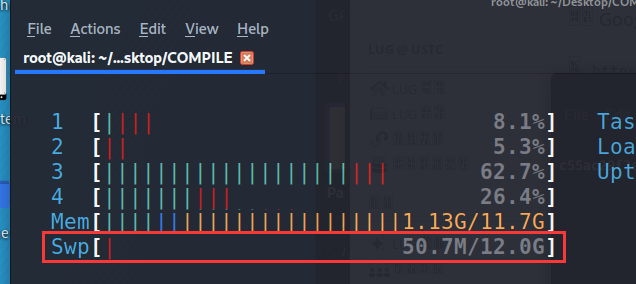 root@kali: ~/Desktop/COMPILE
File Actions Edit View Help
root@kali: ~/…sktop/COMPILE
LUG @ USTC
1 [|||| 8.1%] Tas
2 [|| 5.3%] Loa
3 [|||||||||||||||||||||| 62.7%] Upt
4 [|||||||||| 26.4%]
Mem[|||||||||||||||||||||||1.13G/11.7G]
Swp[| 50.7M/12.0G]